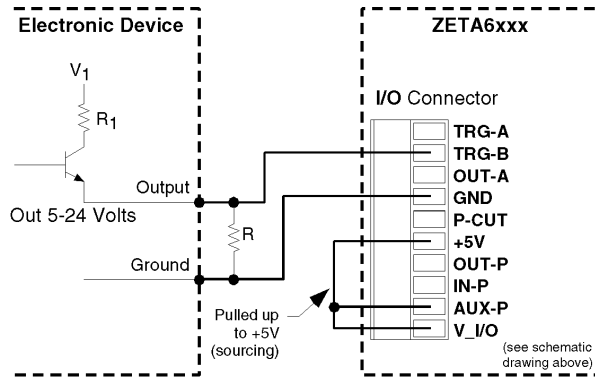 Electronic Device
ZETA6xxx
V1
R1
I/O Connector
TRG-A
TRG-B
OUT-A
GND
P-CUT
+5V
OUT-P
IN-P
AUX-P
V_I/O
Output
Out 5-24 Volts
R
Ground
Pulled up
to +5V
(sourcing)
(see schematic
drawing above)